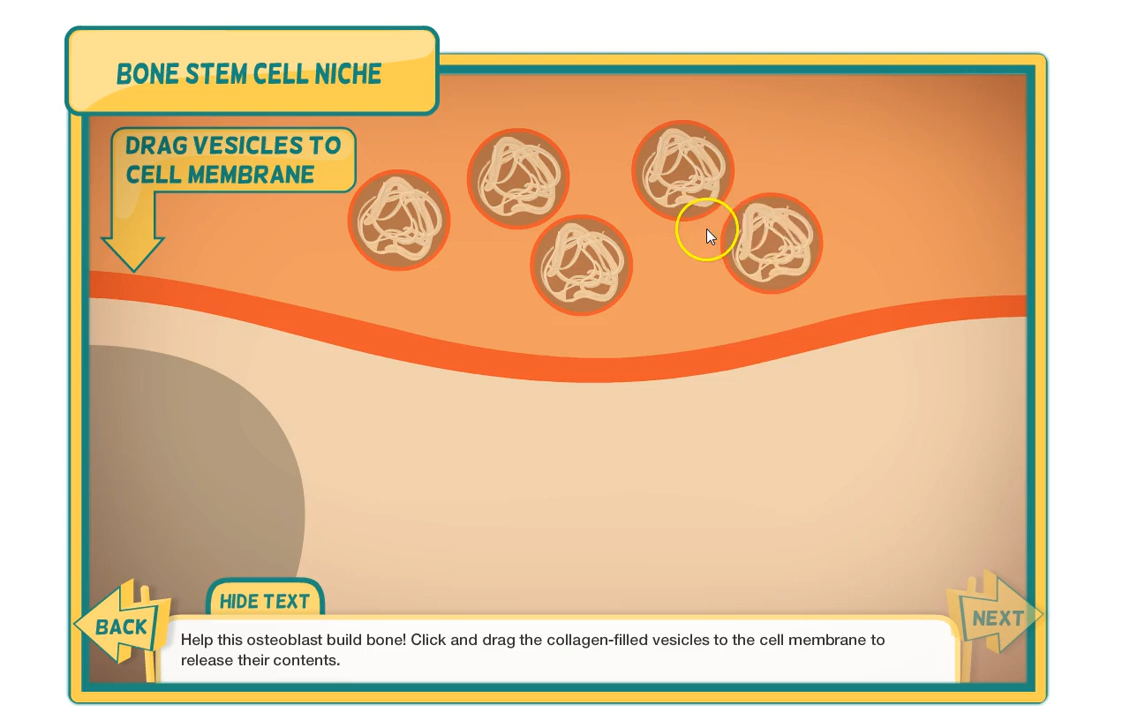 BONE STEM CELL NICHE
DRAG VESICLES TO
CELL MEMBRANE
HIDE TEXT
BACK
NEXT
Help this osteoblast build bone! Click and drag the collagen-filled vesicles to the cell membrane to
release their contents.